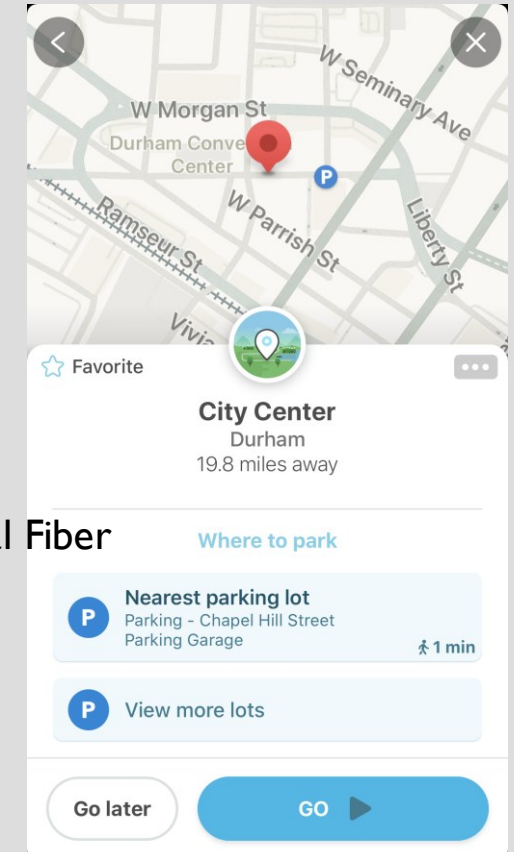 W Seminary Ave
W Morgan St
Durham Conve
Center
P
W Parrish St
Liberty St
Ramseur St
Favorite
City Center
Durham
19.8 miles away
l Fiber
Where to park
P
Nearest parking lot
Parking - Chapel Hill Street
Parking Garage
1 min
P
View more lots
Go later
GO